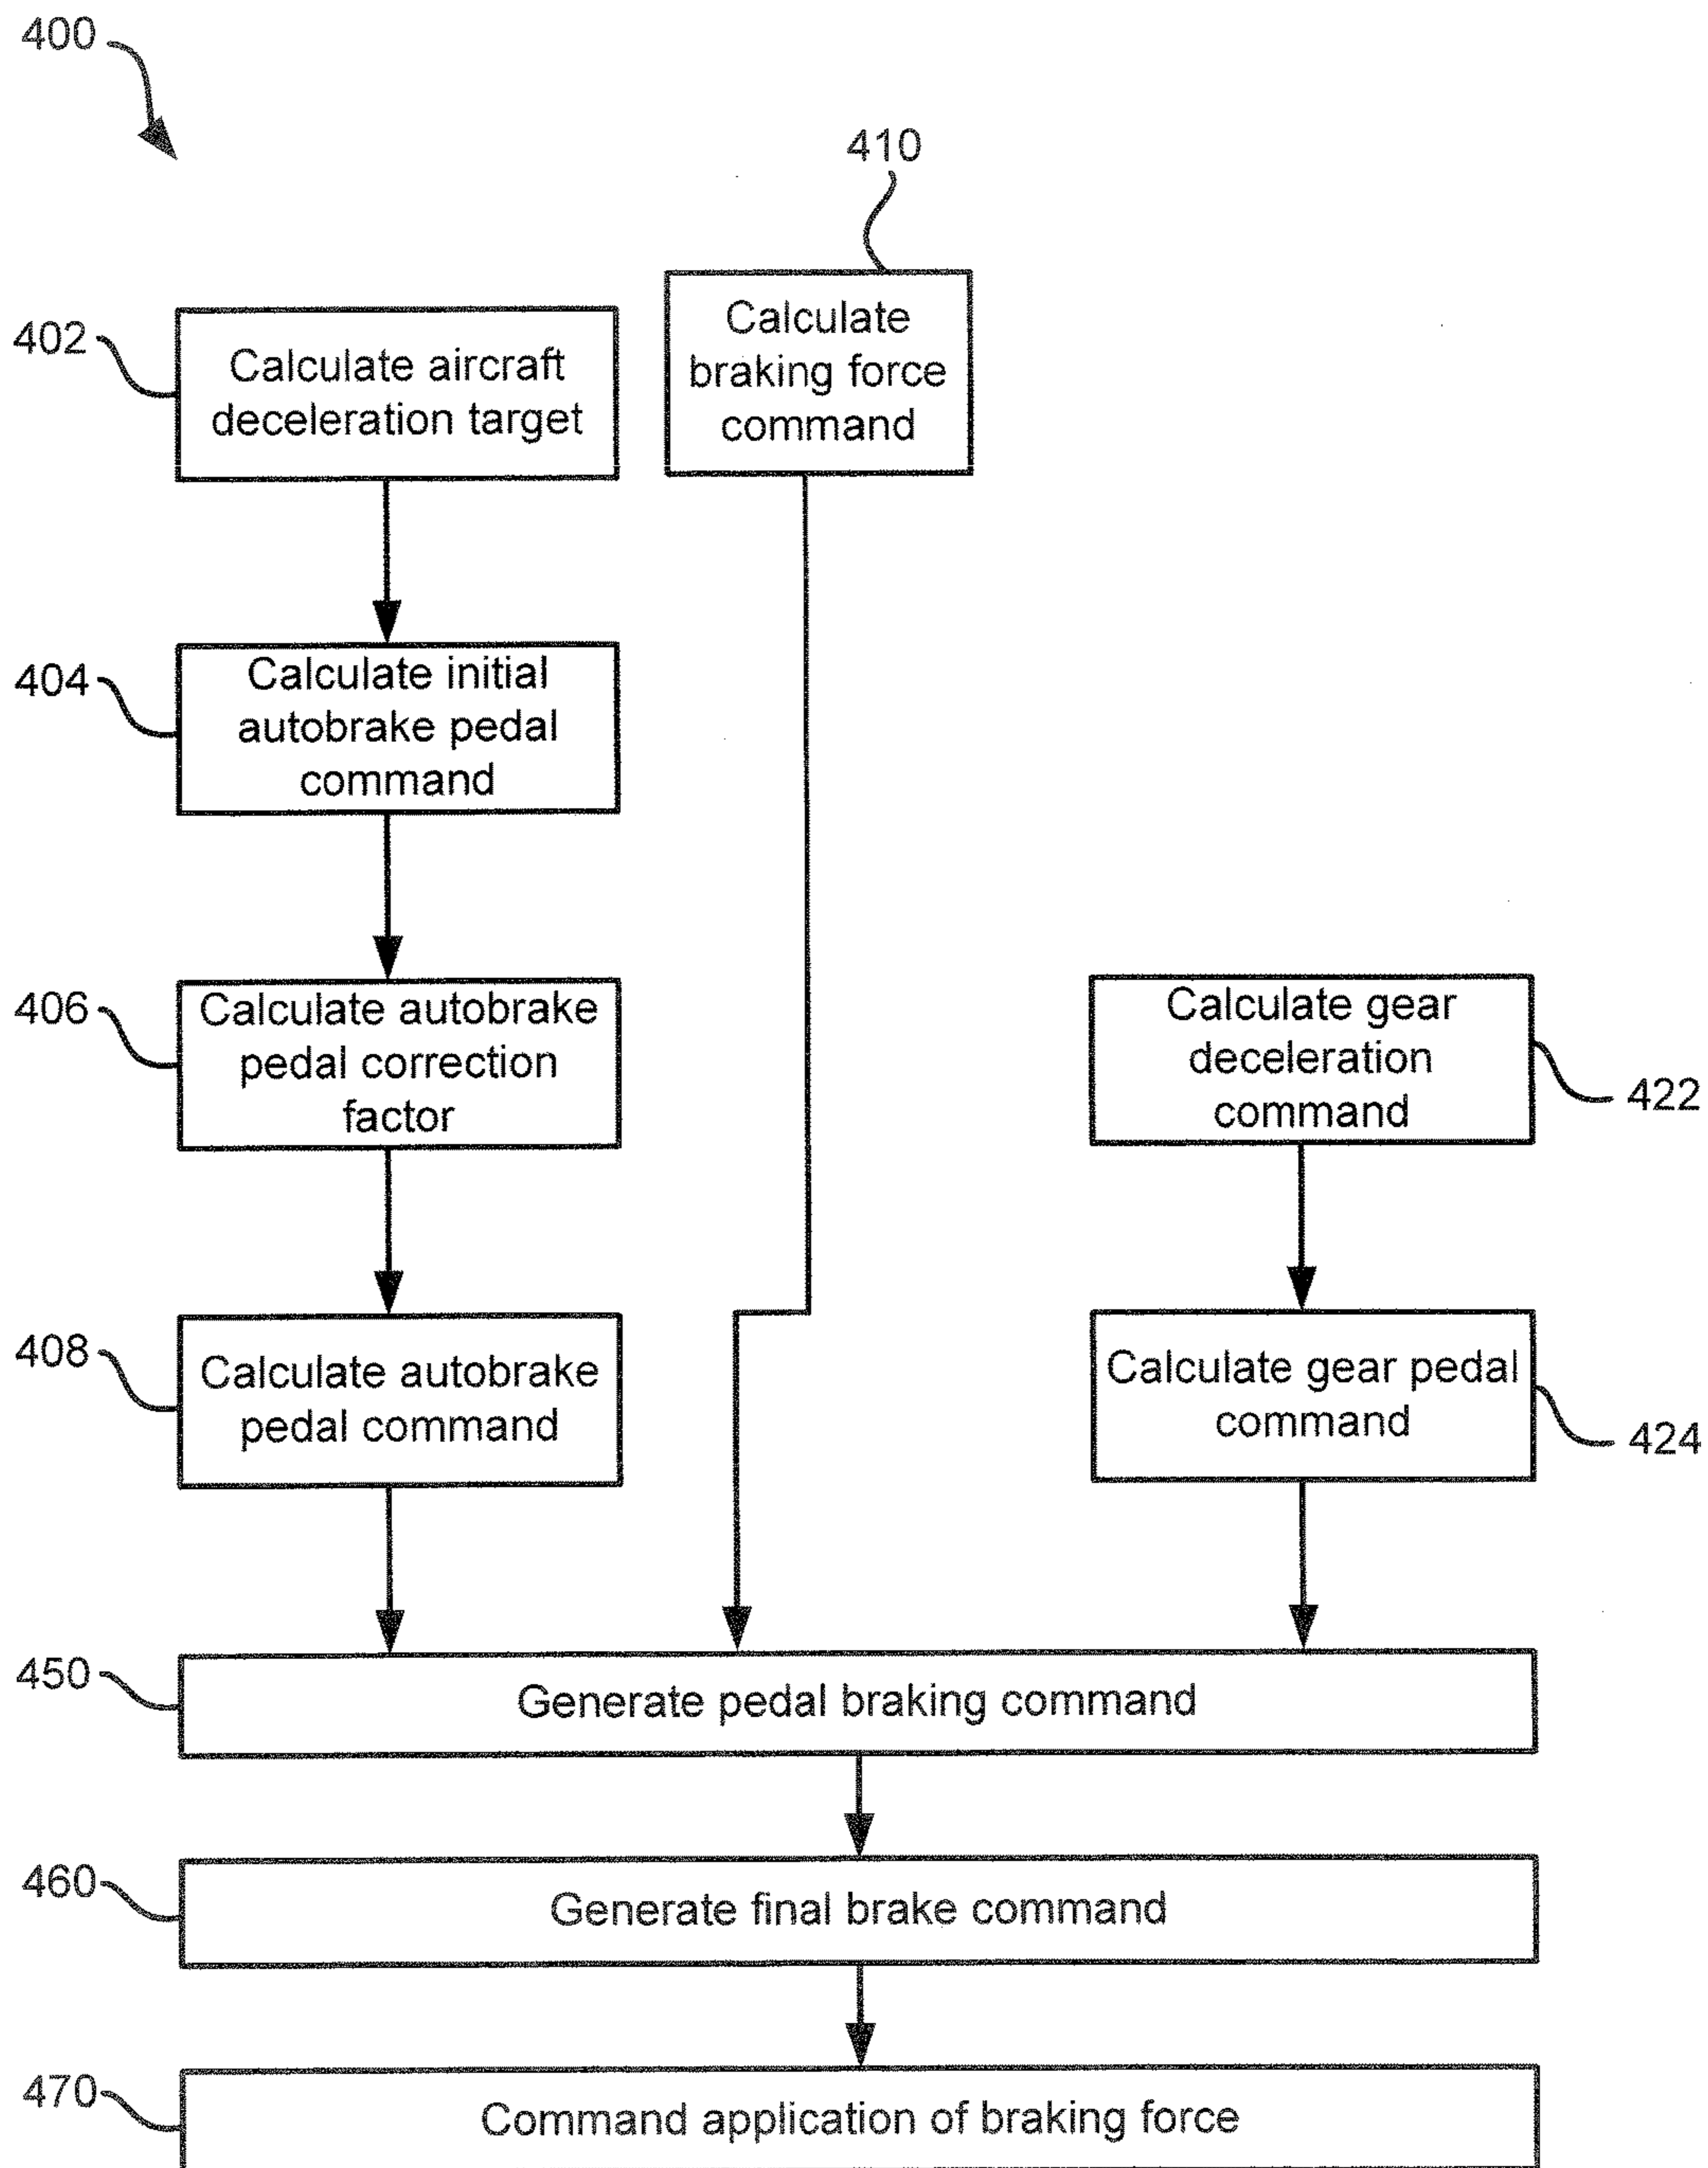 400
410
402
Calculate aircraft
deceleration target
Calculate
braking force
command
404
Calculate initial
autobrake pedal
command
406
Calculate autobrake
pedal correction
factor
Calculate gear
deceleration
command
422
408
Calculate autobrake
pedal command
Calculate gear pedal
command
424
450
Generate pedal braking command
460
Generate final brake command
470
Command application of braking force